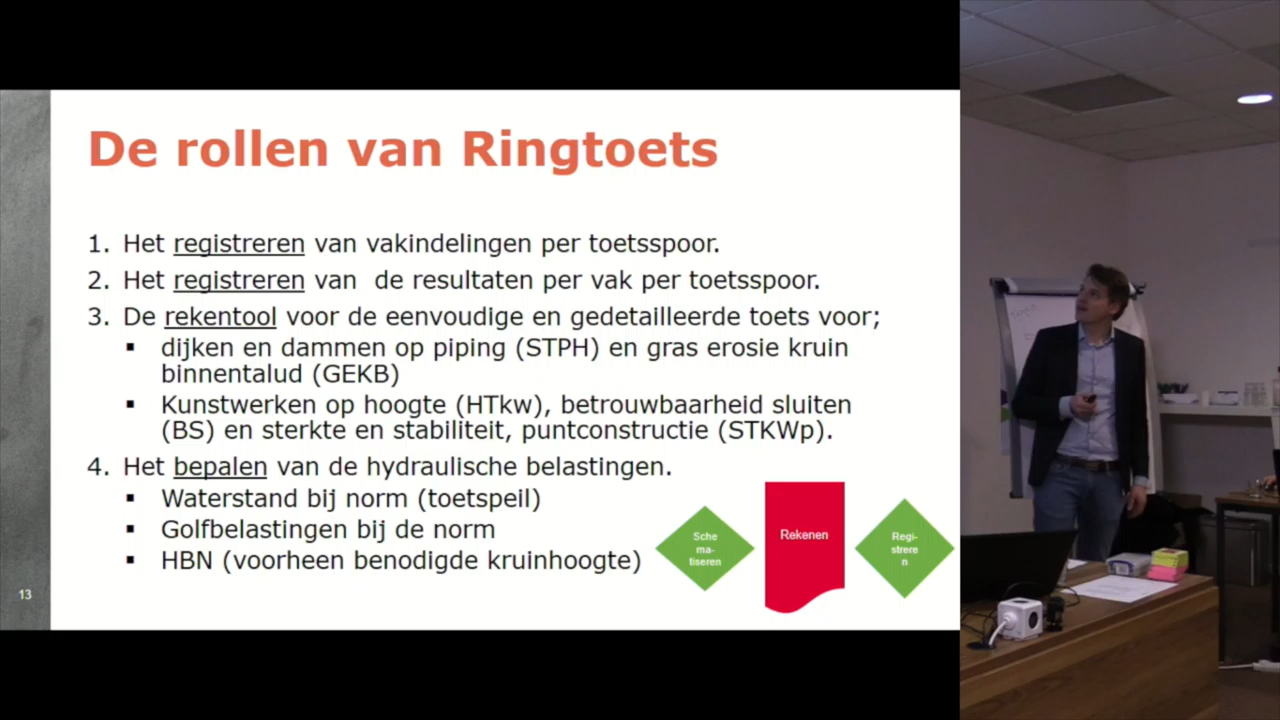 De rollen van Ringtoets
1. Het registreren van vakindelingen per toetsspoor.
2. Het registreren van de resultaten per vak per toetsspoor.
3. De rekentool voor de eenvoudige en gedetailleerde toets voor;
▪ dijken en dammen op piping (STPH) en gras erosie kruin
binnentalud (GEKB)
▪ Kunstwerken op hoogte (HTkw), betrouwbaarheid sluiten
(BS) en sterkte en stabiliteit, puntconstructie (STKWp).
4. Het bepalen van de hydraulische belastingen.
▪ Waterstand bij norm (toetspeil)
▪ Golfbelastingen bij de norm
▪ HBN (voorheen benodigde kruinhoogte)
Sche
ma-
tiseren
Rekenen
Regi-
strere
n
13